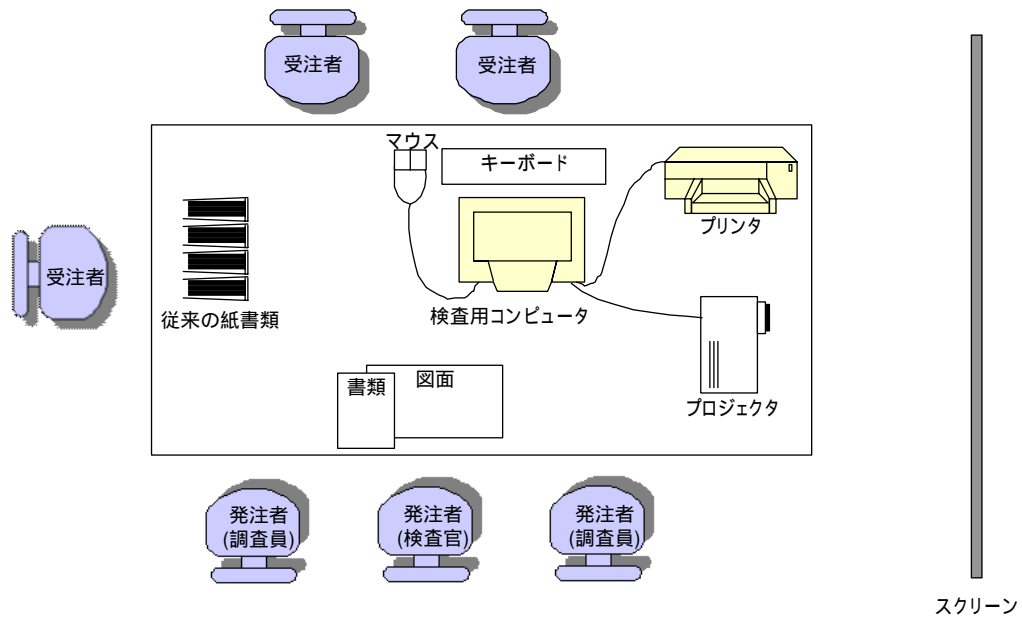 受注者
受注者
マウス
キーボード
プリンタ
受注者
従来の紙書類
検査用コンピュータ
書類
図面
プロジェクタ
発注者
(調査員)
発注者
(検査官)
発注者
(調査員)
スクリーン